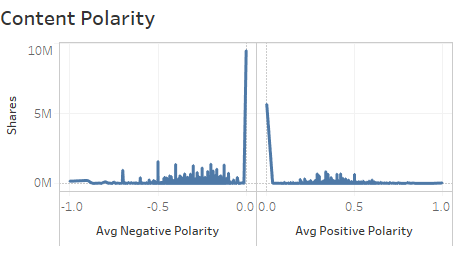 Content Polarity
10M
5M
0M
Shares
-1.0 -0.5 0.0 0.0 0.5 1.0
Avg Negative Polarity Avg Positive Polarity